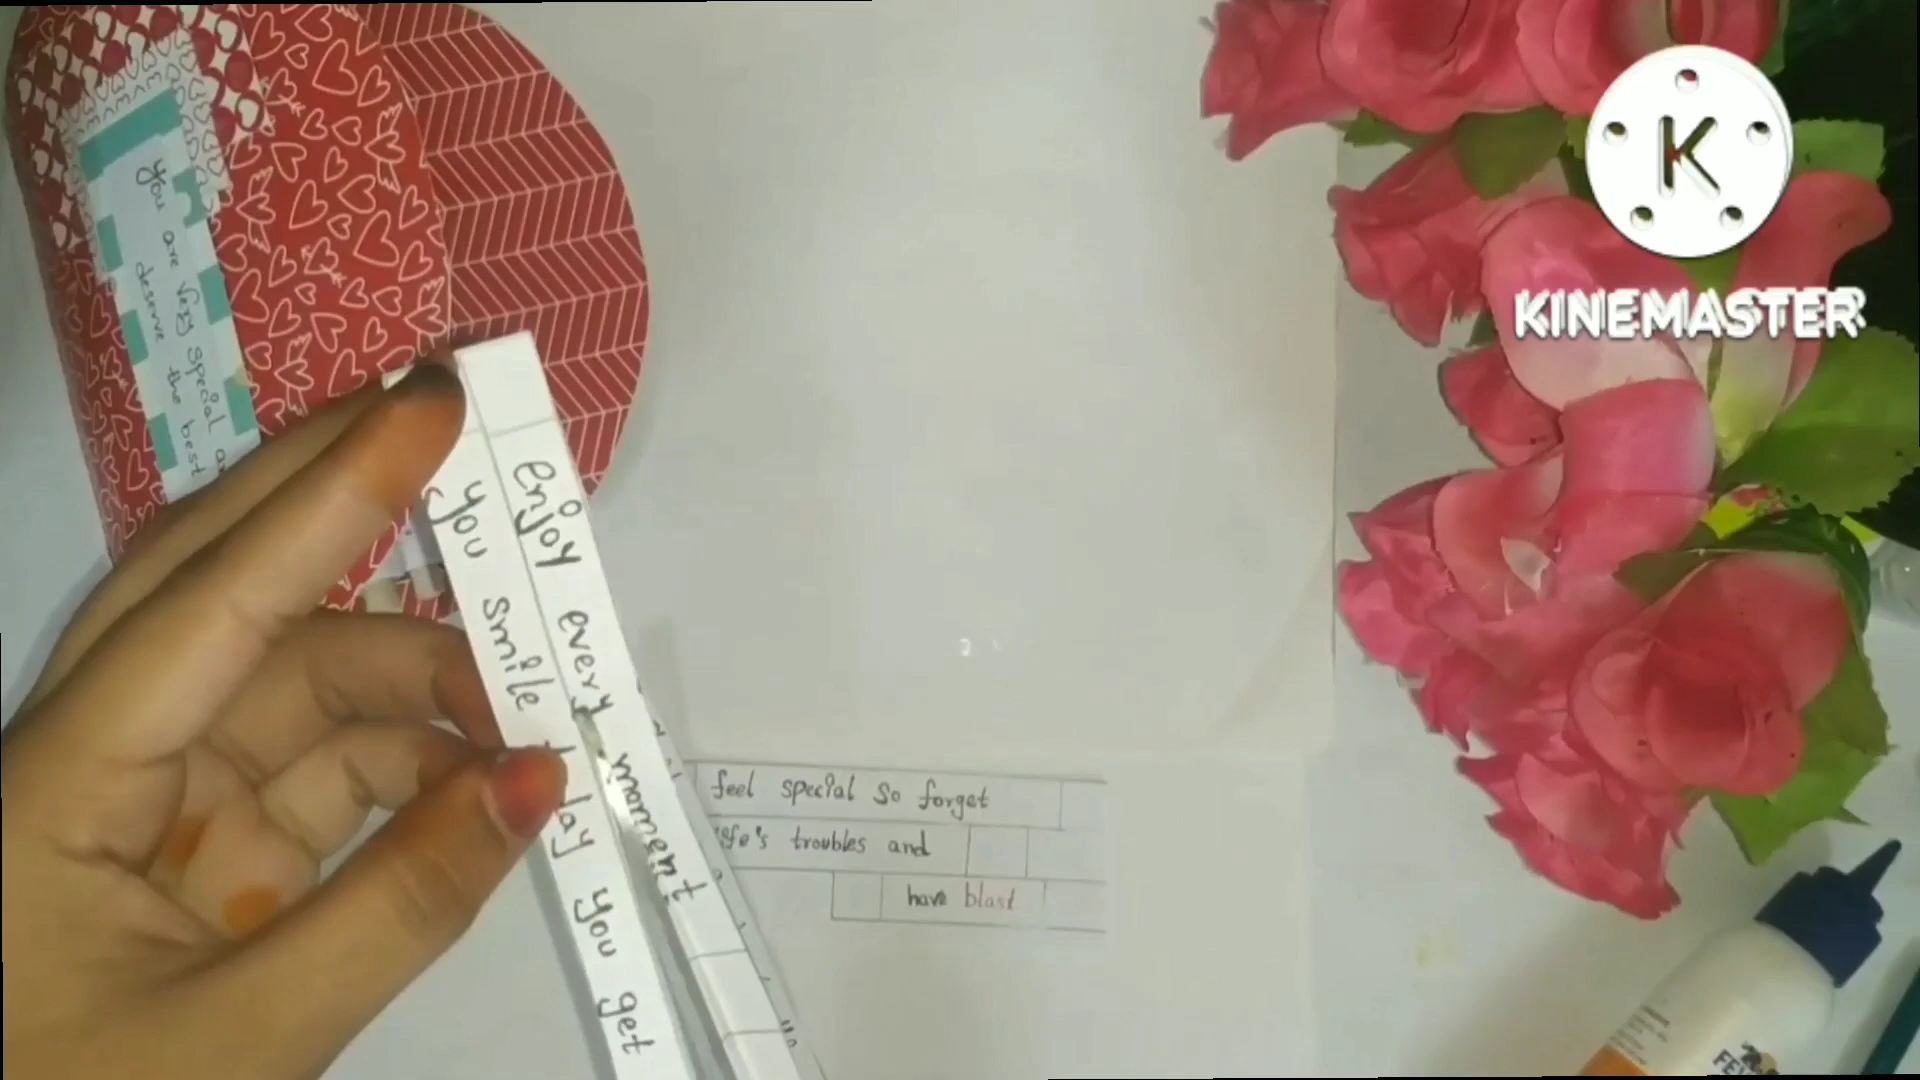 you are very special
deserve the best
enjoy every moment
you smile
you get
feel special so forget
troubles and
have blast
K
KINEMASTER